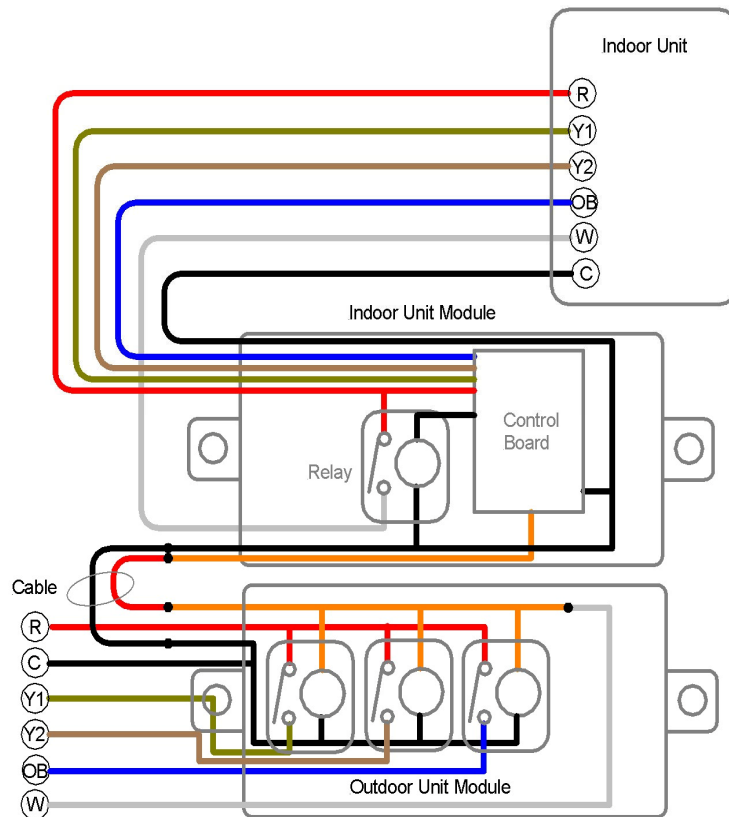 Indoor Unit
R
Y1
Y2
OB
W
C
Indoor Unit Module
Control
Board
Relay
Cable
R
C
Y1
Y2
OB
W
Outdoor Unit Module